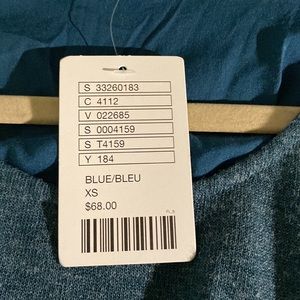 S 33260183
C 4112
V 022685
S 0004159
S T4159
Y 184
BLUE/BLEU
XS
$68.00